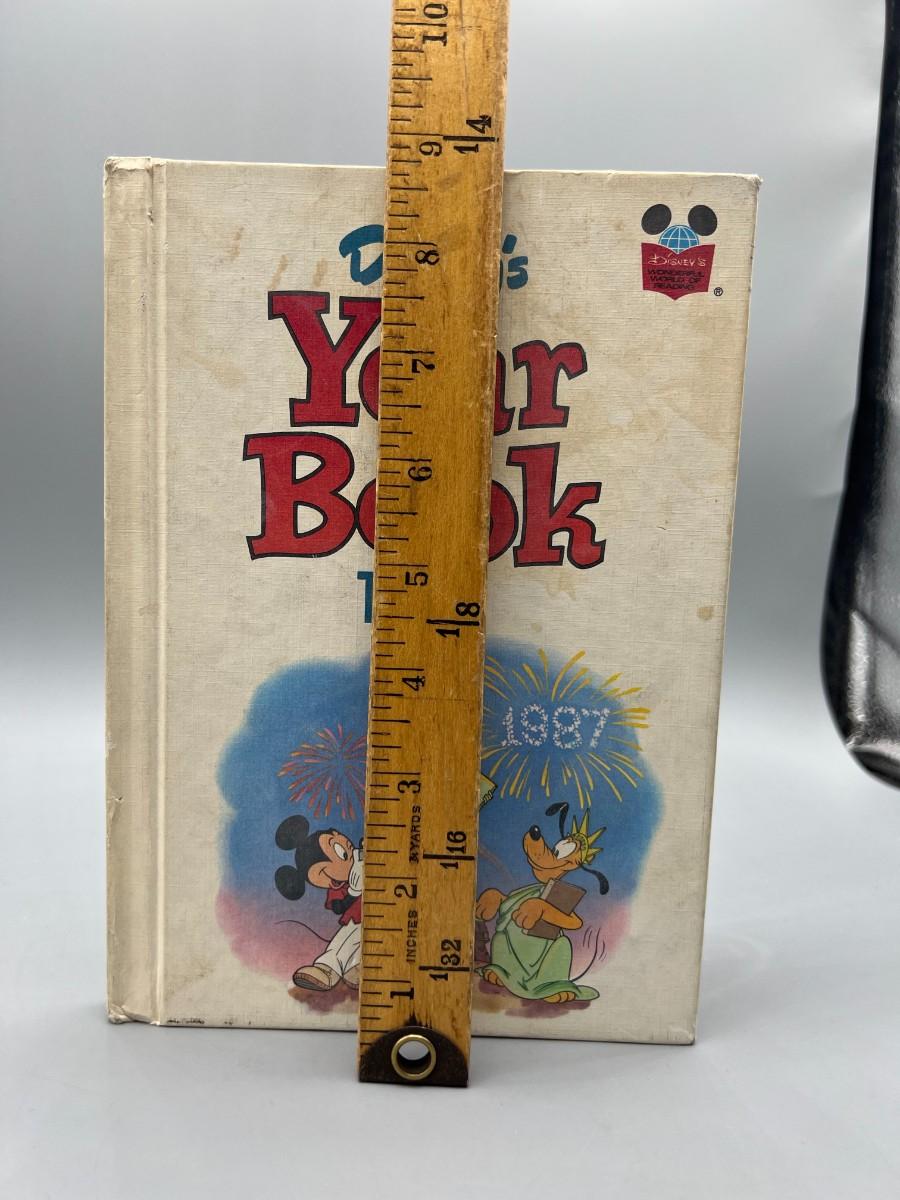 10
9
1/4
8
7
6
5
1/8
4
3
1/16
2
1/32
1
INCHES & YARDS
Disney's
Year
Book
DISNEY'S
WONDERFUL
WORLD OF
READING
®
1987